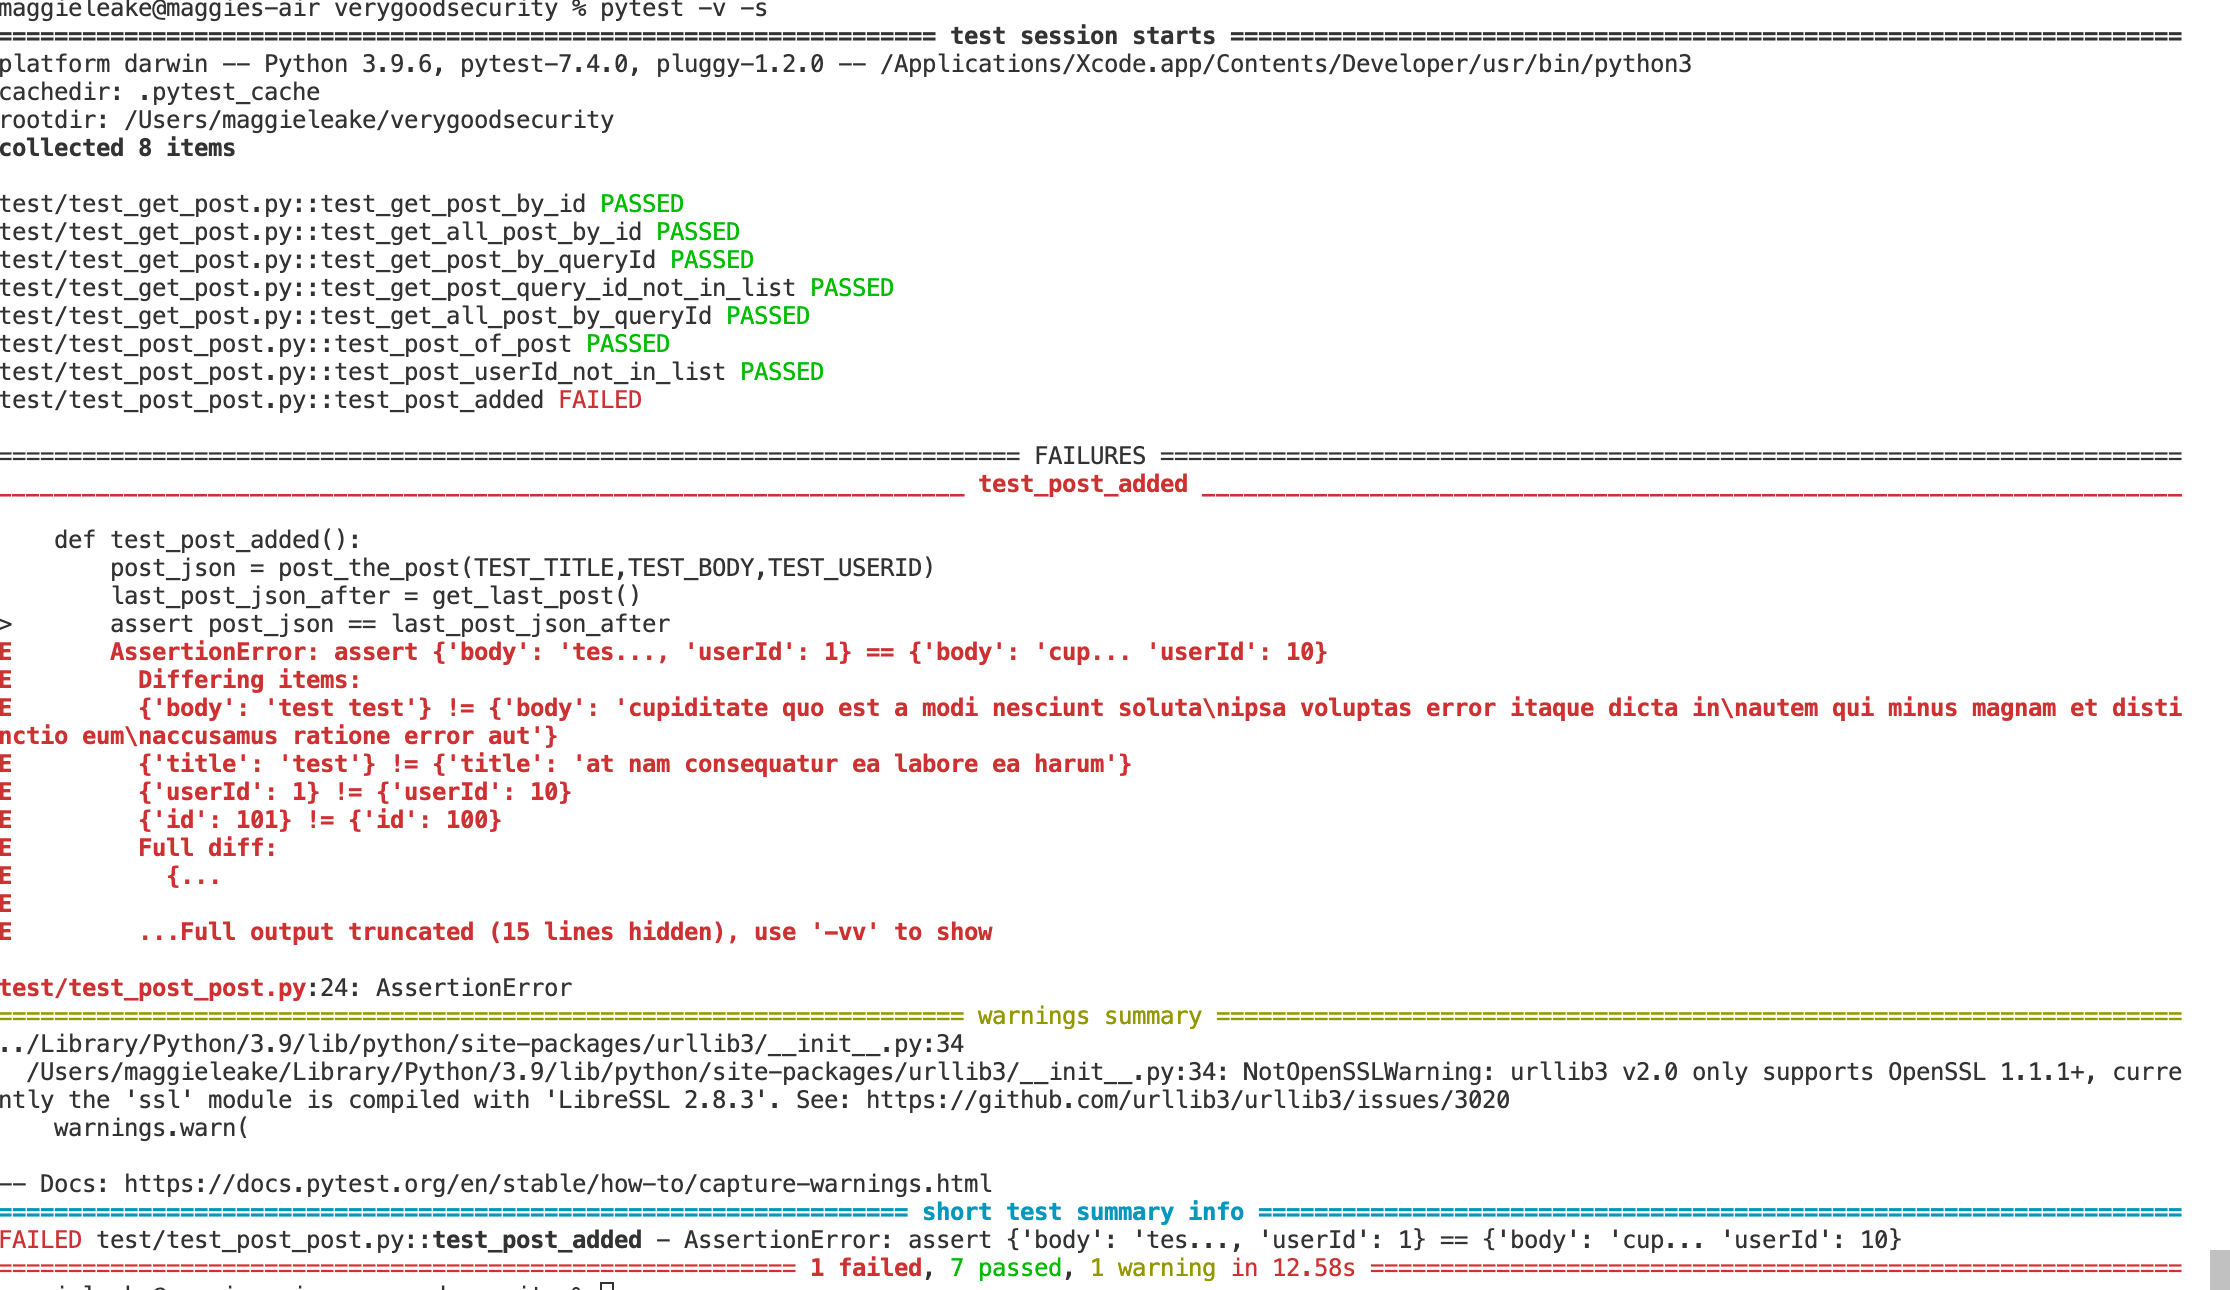 maggieleake@maggies-air verygoodsecurity % pytest -v -s
=================================================================== test session starts ====================================================================
platform darwin -- Python 3.9.6, pytest-7.4.0, pluggy-1.2.0 -- /Applications/Xcode.app/Contents/Developer/usr/bin/python3
cachedir: .pytest_cache
rootdir: /Users/maggieleake/verygoodsecurity
collected 8 items
test/test_get_post.py::test_get_post_by_id PASSED
test/test_get_post.py::test_get_all_post_by_id PASSED
test/test_get_post.py::test_get_post_by_queryId PASSED
test/test_get_post.py::test_get_post_query_id_not_in_list PASSED
test/test_get_post.py::test_get_all_post_by_queryId PASSED
test/test_post_post.py::test_post_of_post PASSED
test/test_post_post.py::test_post_userId_not_in_list PASSED
test/test_post_post.py::test_post_added FAILED
========================================================================= FAILURES =========================================================================
_____________________________________________________________________ test_post_added ______________________________________________________________________
    def test_post_added():
        post_json = post_the_post(TEST_TITLE,TEST_BODY,TEST_USERID)
        last_post_json_after = get_last_post()
>       assert post_json == last_post_json_after
E       AssertionError: assert {'body': 'tes..., 'userId': 1} == {'body': 'cup... 'userId': 10}
E         Differing items:
E         {'body': 'test test'} != {'body': 'cupiditate quo est a modi nesciunt soluta\nipsa voluptas error itaque dicta in\nautem qui minus magnam et disti
nctio eum\naccusamus ratione error aut'}
E         {'title': 'test'} != {'title': 'at nam consequatur ea labore ea harum'}
E         {'userId': 1} != {'userId': 10}
E         {'id': 101} != {'id': 100}
E         Full diff:
E           {...
E
E         ...Full output truncated (15 lines hidden), use '-vv' to show
test/test_post_post.py:24: AssertionError
===================================================================== warnings summary =====================================================================
../Library/Python/3.9/lib/python/site-packages/urllib3/__init__.py:34
  /Users/maggieleake/Library/Python/3.9/lib/python/site-packages/urllib3/__init__.py:34: NotOpenSSLWarning: urllib3 v2.0 only supports OpenSSL 1.1.1+, curre
ntly the 'ssl' module is compiled with 'LibreSSL 2.8.3'. See: https://github.com/urllib3/urllib3/issues/3020
    warnings.warn(
-- Docs: https://docs.pytest.org/en/stable/how-to/capture-warnings.html
================================================================= short test summary info ==================================================================
FAILED test/test_post_post.py::test_post_added - AssertionError: assert {'body': 'tes..., 'userId': 1} == {'body': 'cup... 'userId': 10}
========================================================= 1 failed, 7 passed, 1 warning in 12.58s ==========================================================